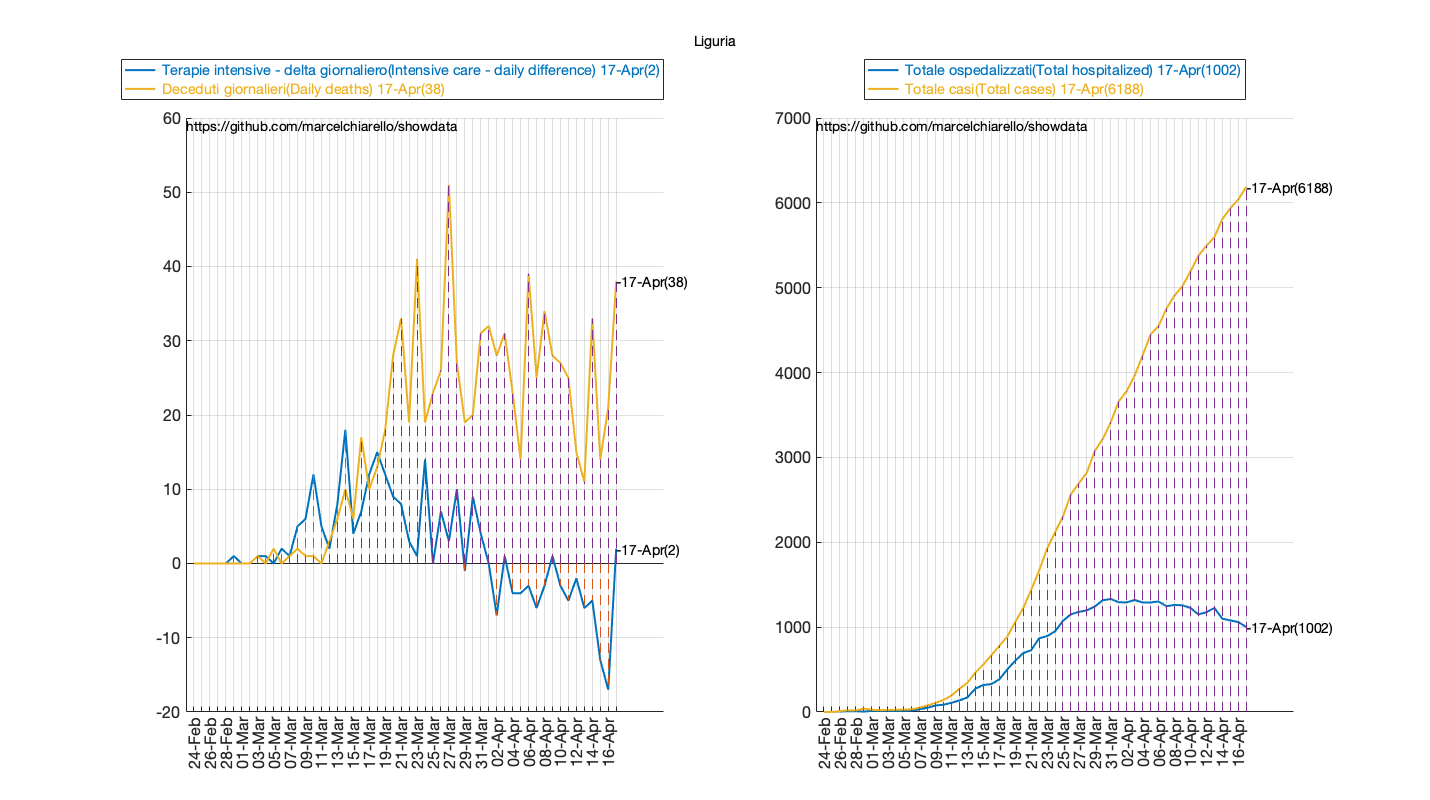 Liguria
Terapie intensive - delta giornaliero(Intensive care - daily difference) 17-Apr(2)
Deceduti giornalieri(Daily deaths) 17-Apr(38)
https://github.com/marcelchiarello/showdata
60
50
40
30
20
10
0
-10
-20
-17-Apr(38)
-17-Apr(2)
24-Feb
26-Feb
28-Feb
01-Mar
03-Mar
05-Mar
07-Mar
09-Mar
11-Mar
13-Mar
15-Mar
17-Mar
19-Mar
21-Mar
23-Mar
25-Mar
27-Mar
29-Mar
31-Mar
02-Apr
04-Apr
06-Apr
08-Apr
10-Apr
12-Apr
14-Apr
16-Apr
Totale ospedalizzati(Total hospitalized) 17-Apr(1002)
Totale casi(Total cases) 17-Apr(6188)
https://github.com/marcelchiarello/showdata
7000
6000
5000
4000
3000
2000
1000
0
-17-Apr(6188)
-17-Apr(1002)
24-Feb
26-Feb
28-Feb
01-Mar
03-Mar
05-Mar
07-Mar
09-Mar
11-Mar
13-Mar
15-Mar
17-Mar
19-Mar
21-Mar
23-Mar
25-Mar
27-Mar
29-Mar
31-Mar
02-Apr
04-Apr
06-Apr
08-Apr
10-Apr
12-Apr
14-Apr
16-Apr